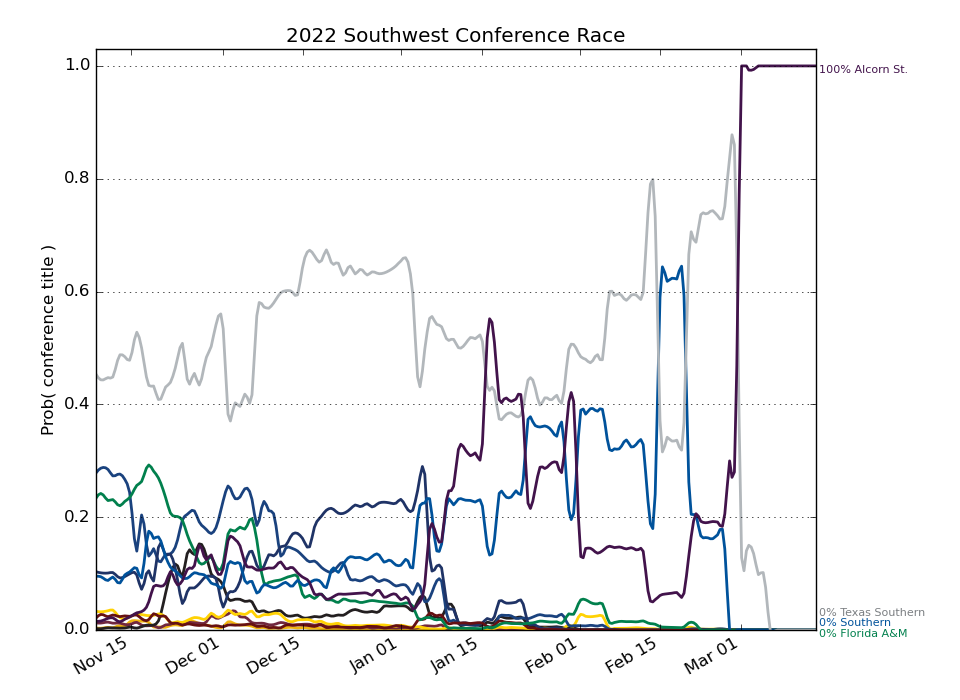 2022 Southwest Conference Race
Prob( conference title )
1.0
0.8
0.6
0.4
0.2
0.0
100% Alcorn St.
0% Texas Southern
0% Southern
0% Florida A&M
Nov 15
Dec 01
Dec 15
Jan 01
Jan 15
Feb 01
Feb 15
Mar 01